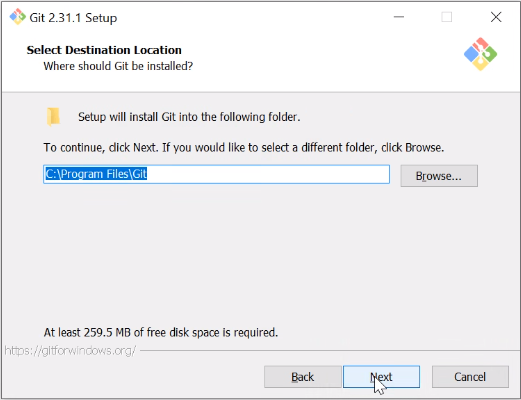 Git 2.31.1 Setup
Select Destination Location
Where should Git be installed?
Setup will install Git into the following folder.
To continue, click Next. If you would like to select a different folder, click Browse.
C:\Program Files\Git
Browse...
At least 259.5 MB of free disk space is required.
https://gitforwindows.org/
Back
Next
Cancel